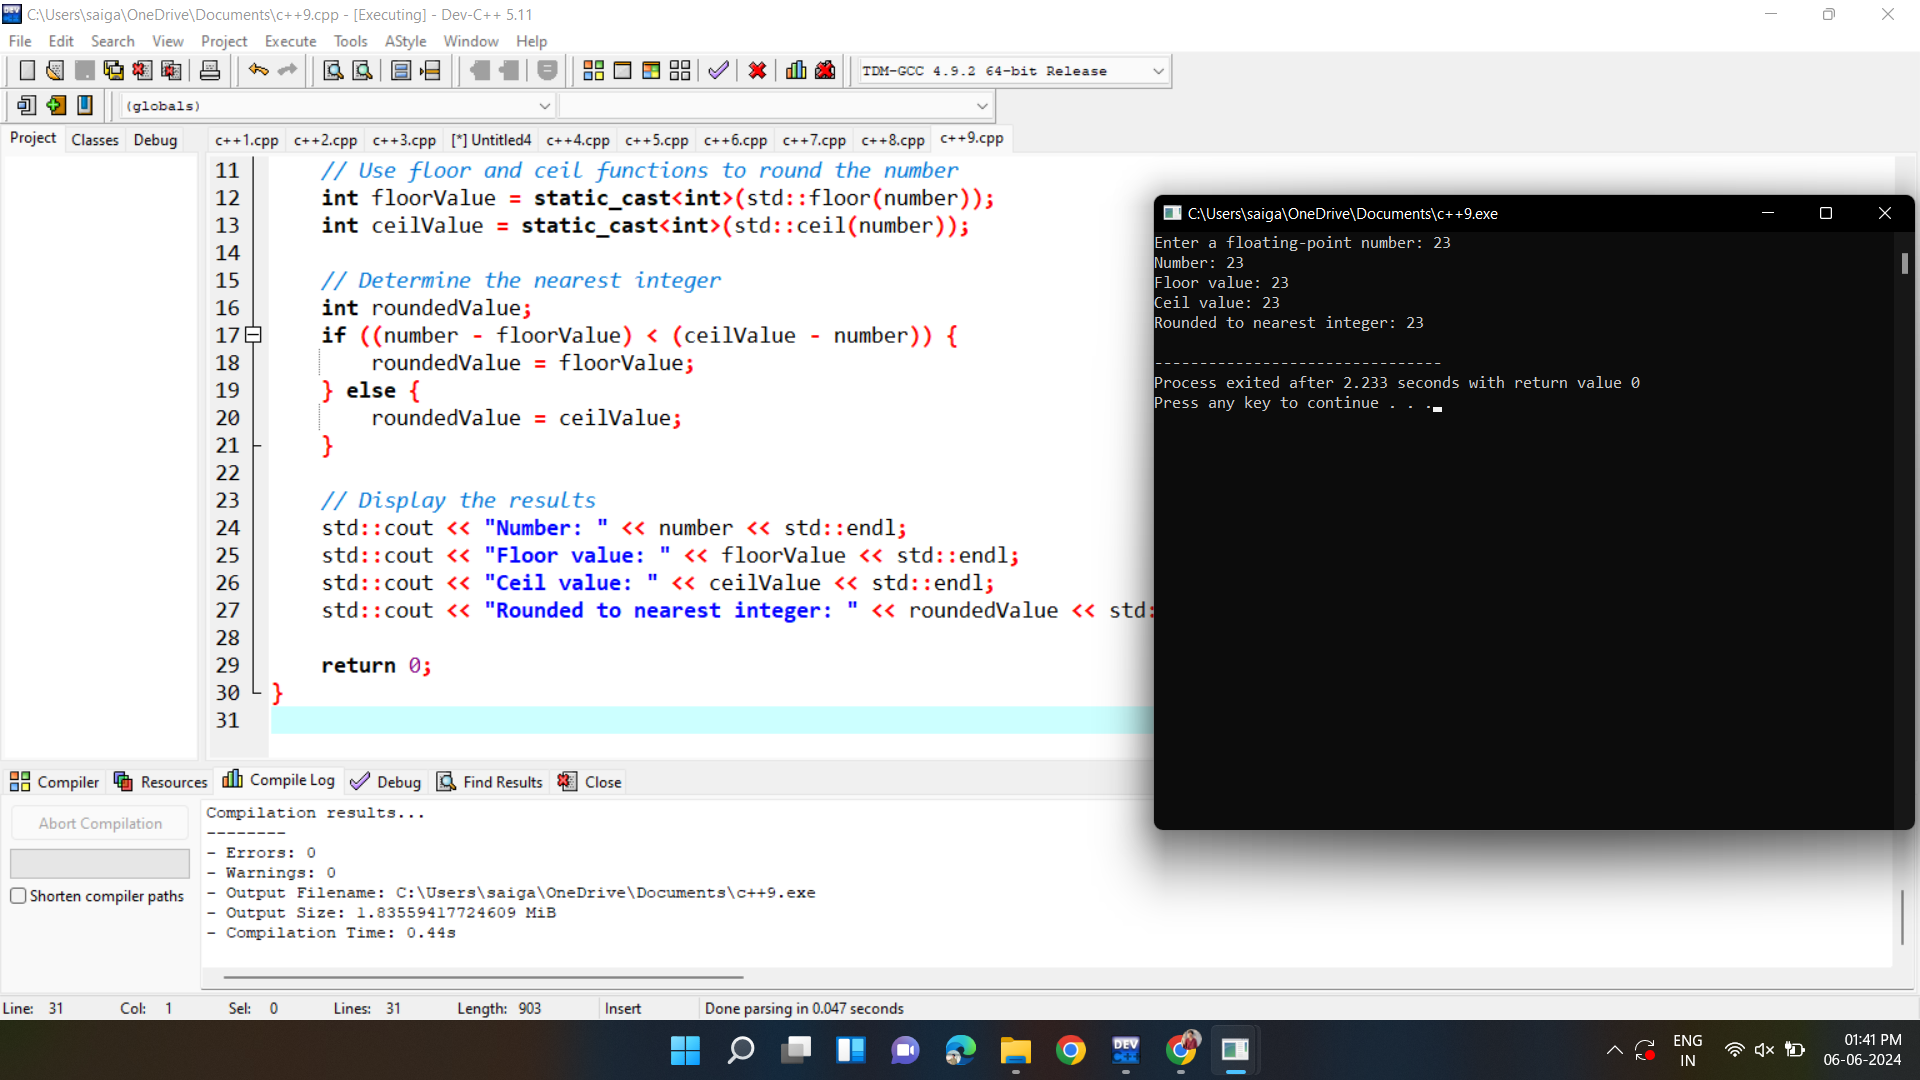 C:\Users\saiga\OneDrive\Documents\c++9.cpp - [Executing] - Dev-C++ 5.11
File Edit Search View Project Execute Tools AStyle Window Help
TDM-GCC 4.9.2 64-bit Release
(globals)
Project Classes Debug
c++1.cpp c++2.cpp c++3.cpp [*] Untitled4 c++4.cpp c++5.cpp c++6.cpp c++7.cpp c++8.cpp c++9.cpp
11 // Use floor and ceil functions to round the number
12 int floorValue = static_cast<int>(std::floor(number));
13 int ceilValue = static_cast<int>(std::ceil(number));
14
15 // Determine the nearest integer
16 int roundedValue;
17 if ((number - floorValue) < (ceilValue - number)) {
18 roundedValue = floorValue;
19 } else {
20 roundedValue = ceilValue;
21 }
22
23 // Display the results
24 std::cout << "Number: " << number << std::endl;
25 std::cout << "Floor value: " << floorValue << std::endl;
26 std::cout << "Ceil value: " << ceilValue << std::endl;
27 std::cout << "Rounded to nearest integer: " << roundedValue << std:
28
29 return 0;
30 }
31
C:\Users\saiga\OneDrive\Documents\c++9.exe
Enter a floating-point number: 23
Number: 23
Floor value: 23
Ceil value: 23
Rounded to nearest integer: 23
--------------------------------
Process exited after 2.233 seconds with return value 0
Press any key to continue . . .
Compiler Resources Compile Log Debug Find Results Close
Abort Compilation
Shorten compiler paths
Compilation results...
--------
- Errors: 0
- Warnings: 0
- Output Filename: C:\Users\saiga\OneDrive\Documents\c++9.exe
- Output Size: 1.83559417724609 MiB
- Compilation Time: 0.44s
Line: 31 Col: 1 Sel: 0 Lines: 31 Length: 903 Insert Done parsing in 0.047 seconds
DEV
C++
ENG
IN
01:41 PM
06-06-2024